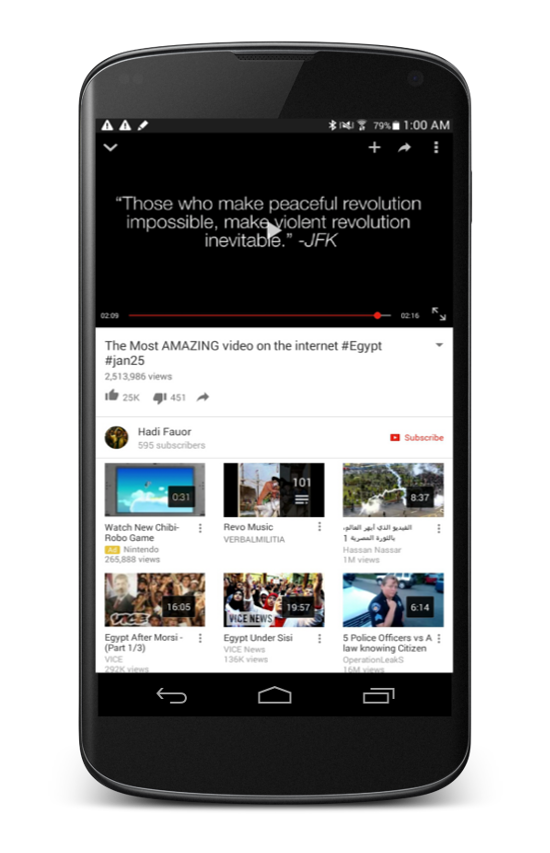 79% 1:00 AM
“Those who make peaceful revolution
impossible, make violent revolution
inevitable.” -JFK
02:09 02:16
The Most AMAZING video on the internet #Egypt
#jan25
2,513,986 views
25K 451
Hadi Fauor
595 subscribers
Subscribe
0:31
Watch New Chibi-
Robo Game
Ad Nintendo
265,888 views
101
Revo Music
VERBALMILITIA
8:37
الفيديو الذي أبهر العالم،
بالثورة المصرية 1
Hassan Nassar
1M views
16:05
VICE
Egypt After Morsi -
(Part 1/3)
VICE
292K views
19:57
VICE NEWS
Egypt Under Sisi
VICE News
136K views
6:14
5 Police Officers vs A
law knowing Citizen
OperationLeakS
16M views